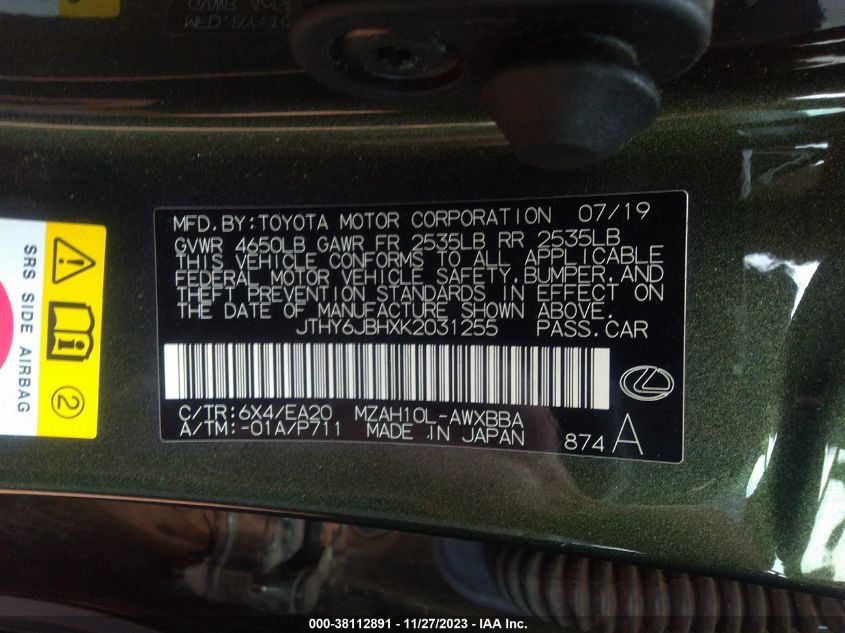 MFD.BY:TOYOTA MOTOR CORPORATION 07/19
GVWR 4650LB GAWR FR 2535LB RR 2535LB
THIS VEHICLE CONFORMS TO ALL APPLICABLE
FEDERAL MOTOR VEHICLE SAFETY, BUMPER, AND
THEFT PREVENTION STANDARDS IN EFFECT ON
THE DATE OF MANUFACTURE SHOWN ABOVE.
JTHY6JBHXK2031255 PASS.CAR
C/TR:6X4/EA20 MZAH10L-AWXBBA
A/TM:-01A/P711 MADE IN JAPAN 874 A
SRS SIDE AIRBAG
2
000-38112891 - 11/27/2023 - IAA Inc.